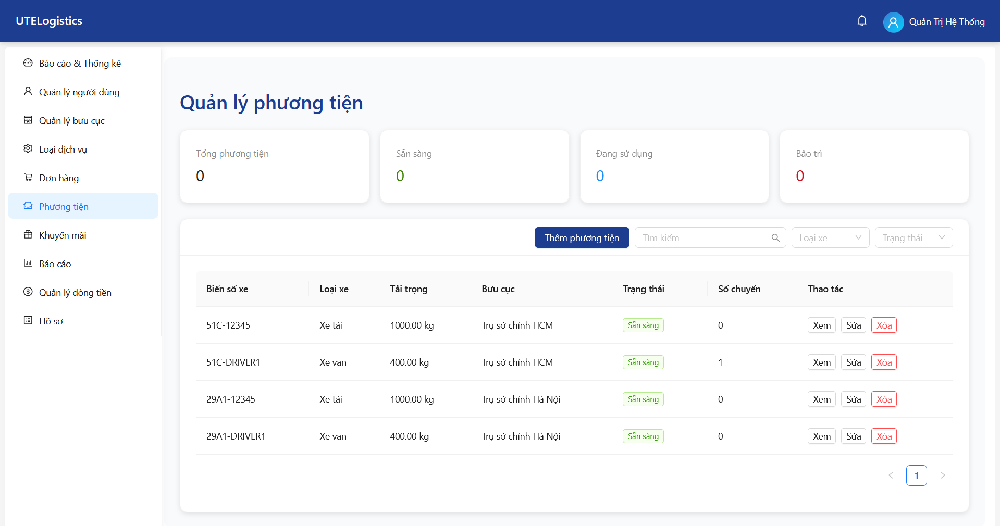 UTELogistics
Quản Trị Hệ Thống
Báo cáo & Thống kê
Quản lý người dùng
Quản lý bưu cục
Loại dịch vụ
Đơn hàng
Phương tiện
Khuyến mãi
Báo cáo
Quản lý dòng tiền
Hồ sơ
Quản lý phương tiện
Tổng phương tiện
0
Sẵn sàng
0
Đang sử dụng
0
Bảo trì
0
Thêm phương tiện
Tìm kiếm
Loại xe
Trạng thái
Biển số xe Loại xe Tải trọng Bưu cục Trạng thái Số chuyến Thao tác
51C-12345 Xe tải 1000.00 kg Trụ sở chính HCM Sẵn sàng 0 Xem Sửa Xóa
51C-DRIVER1 Xe van 400.00 kg Trụ sở chính HCM Sẵn sàng 1 Xem Sửa Xóa
29A1-12345 Xe tải 1000.00 kg Trụ sở chính Hà Nội Sẵn sàng 0 Xem Sửa Xóa
29A1-DRIVER1 Xe van 400.00 kg Trụ sở chính Hà Nội Sẵn sàng 0 Xem Sửa Xóa
1